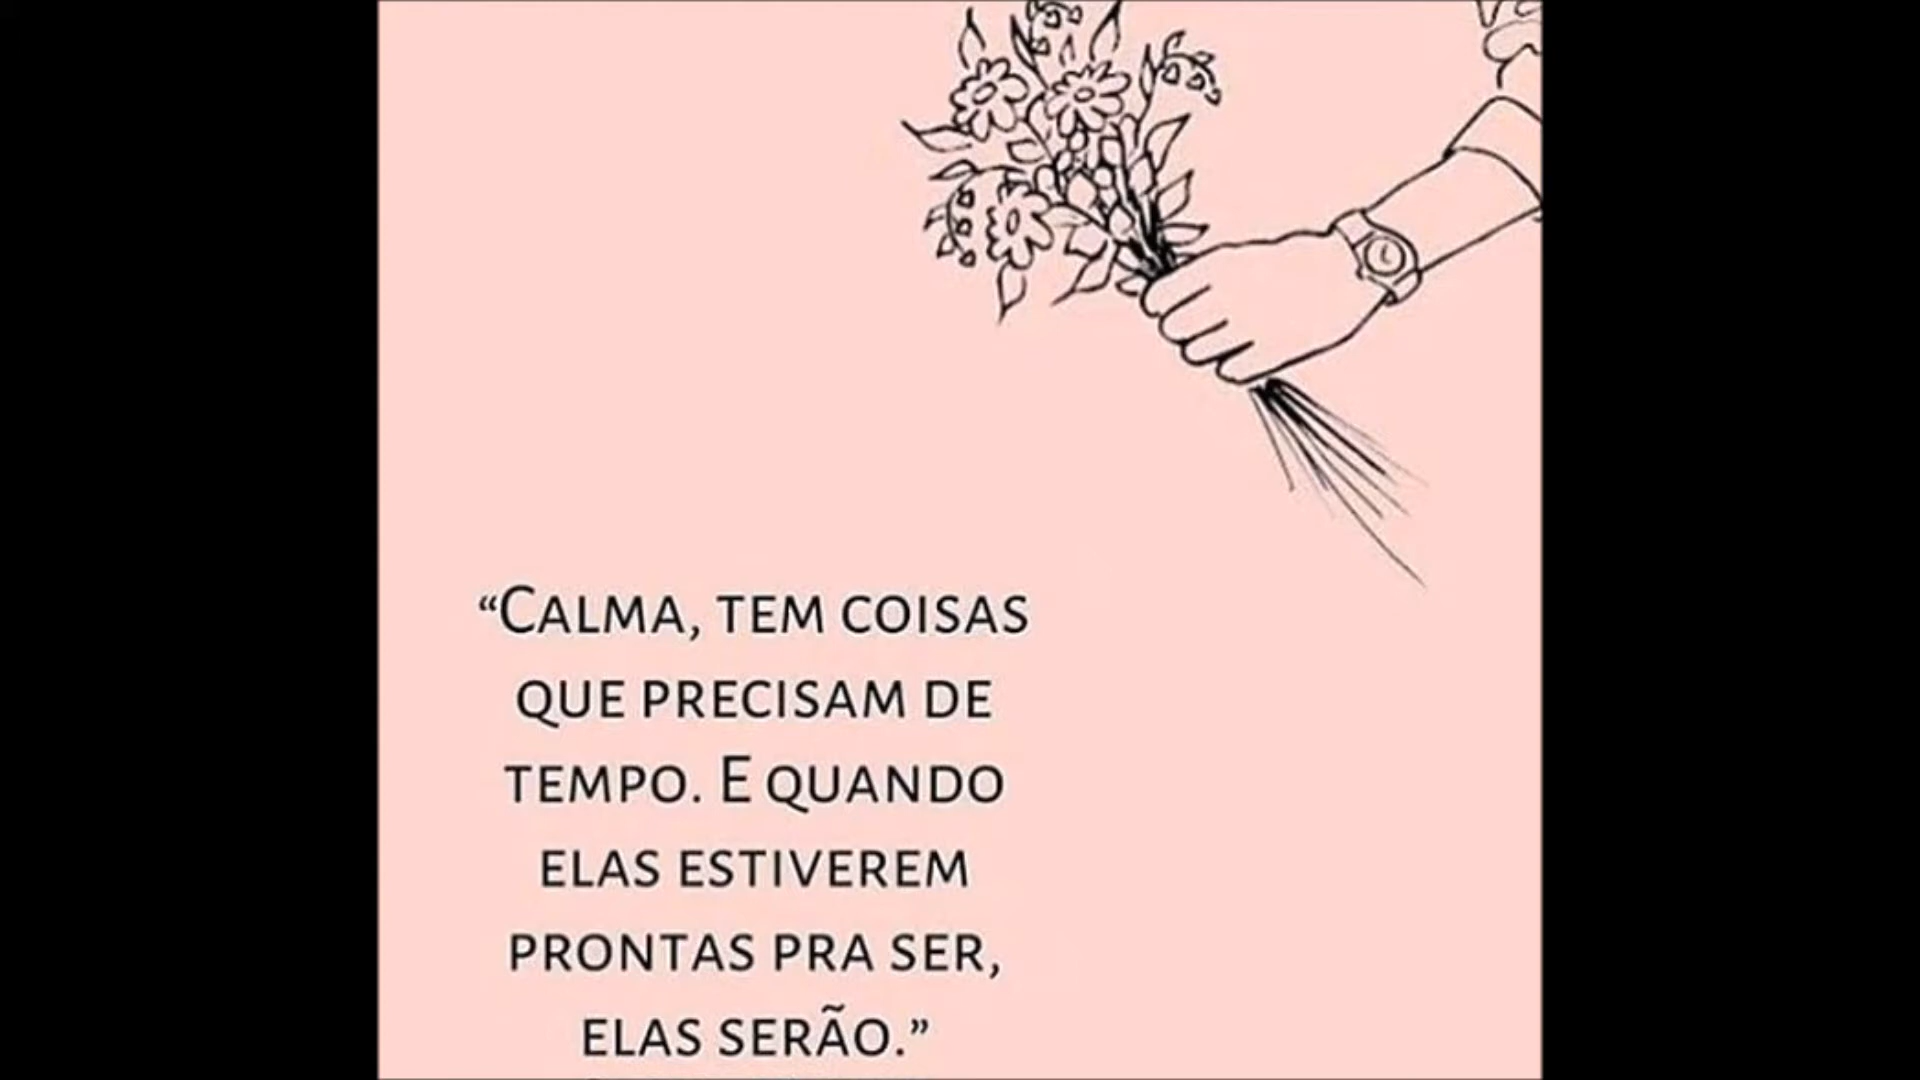 “Calma, tem coisas
que precisam de
tempo. E quando
elas estiverem
prontas pra ser,
elas serão.”